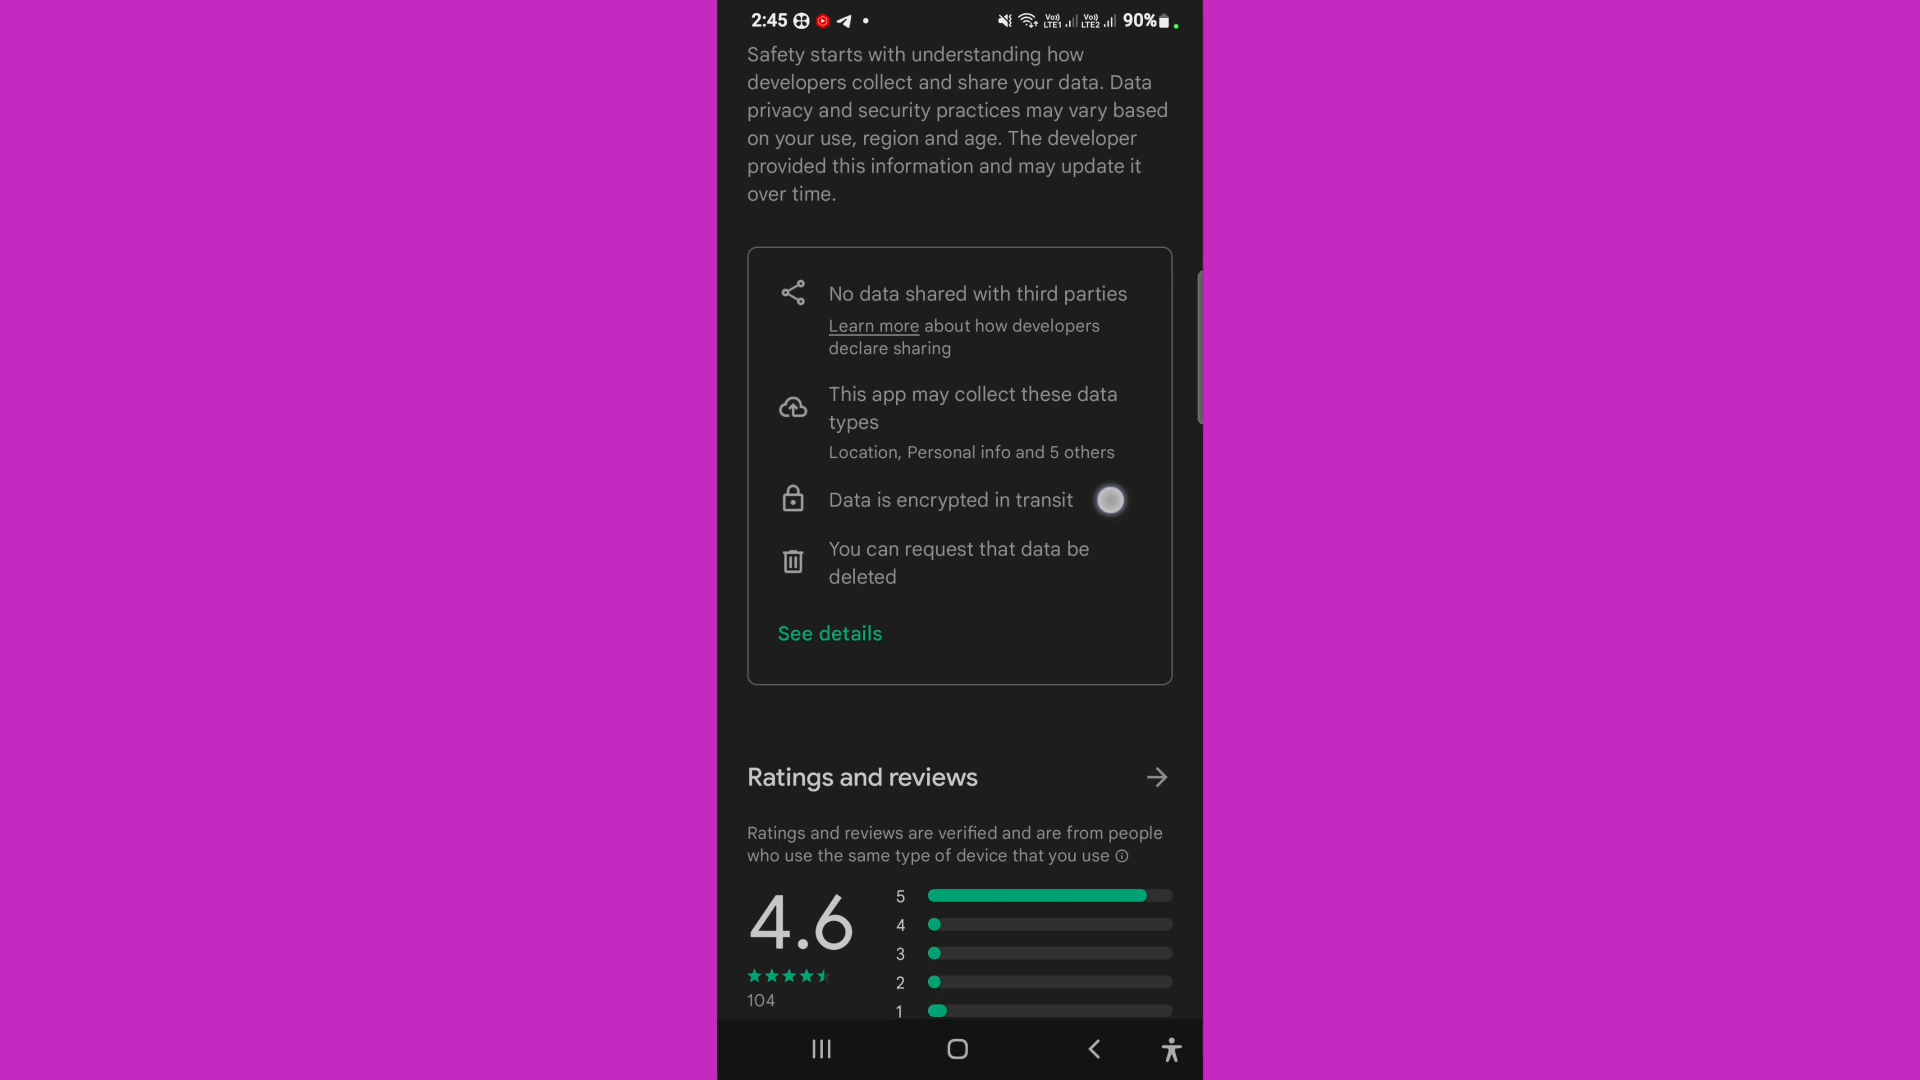 2:45
Vo)) LTE1 Vo)) LTE2 90%
Safety starts with understanding how
developers collect and share your data. Data
privacy and security practices may vary based
on your use, region and age. The developer
provided this information and may update it
over time.
No data shared with third parties
Learn more about how developers
declare sharing
This app may collect these data
types
Location, Personal info and 5 others
Data is encrypted in transit
You can request that data be
deleted
See details
Ratings and reviews
Ratings and reviews are verified and are from people
who use the same type of device that you use
4.6
104
5
4
3
2
1